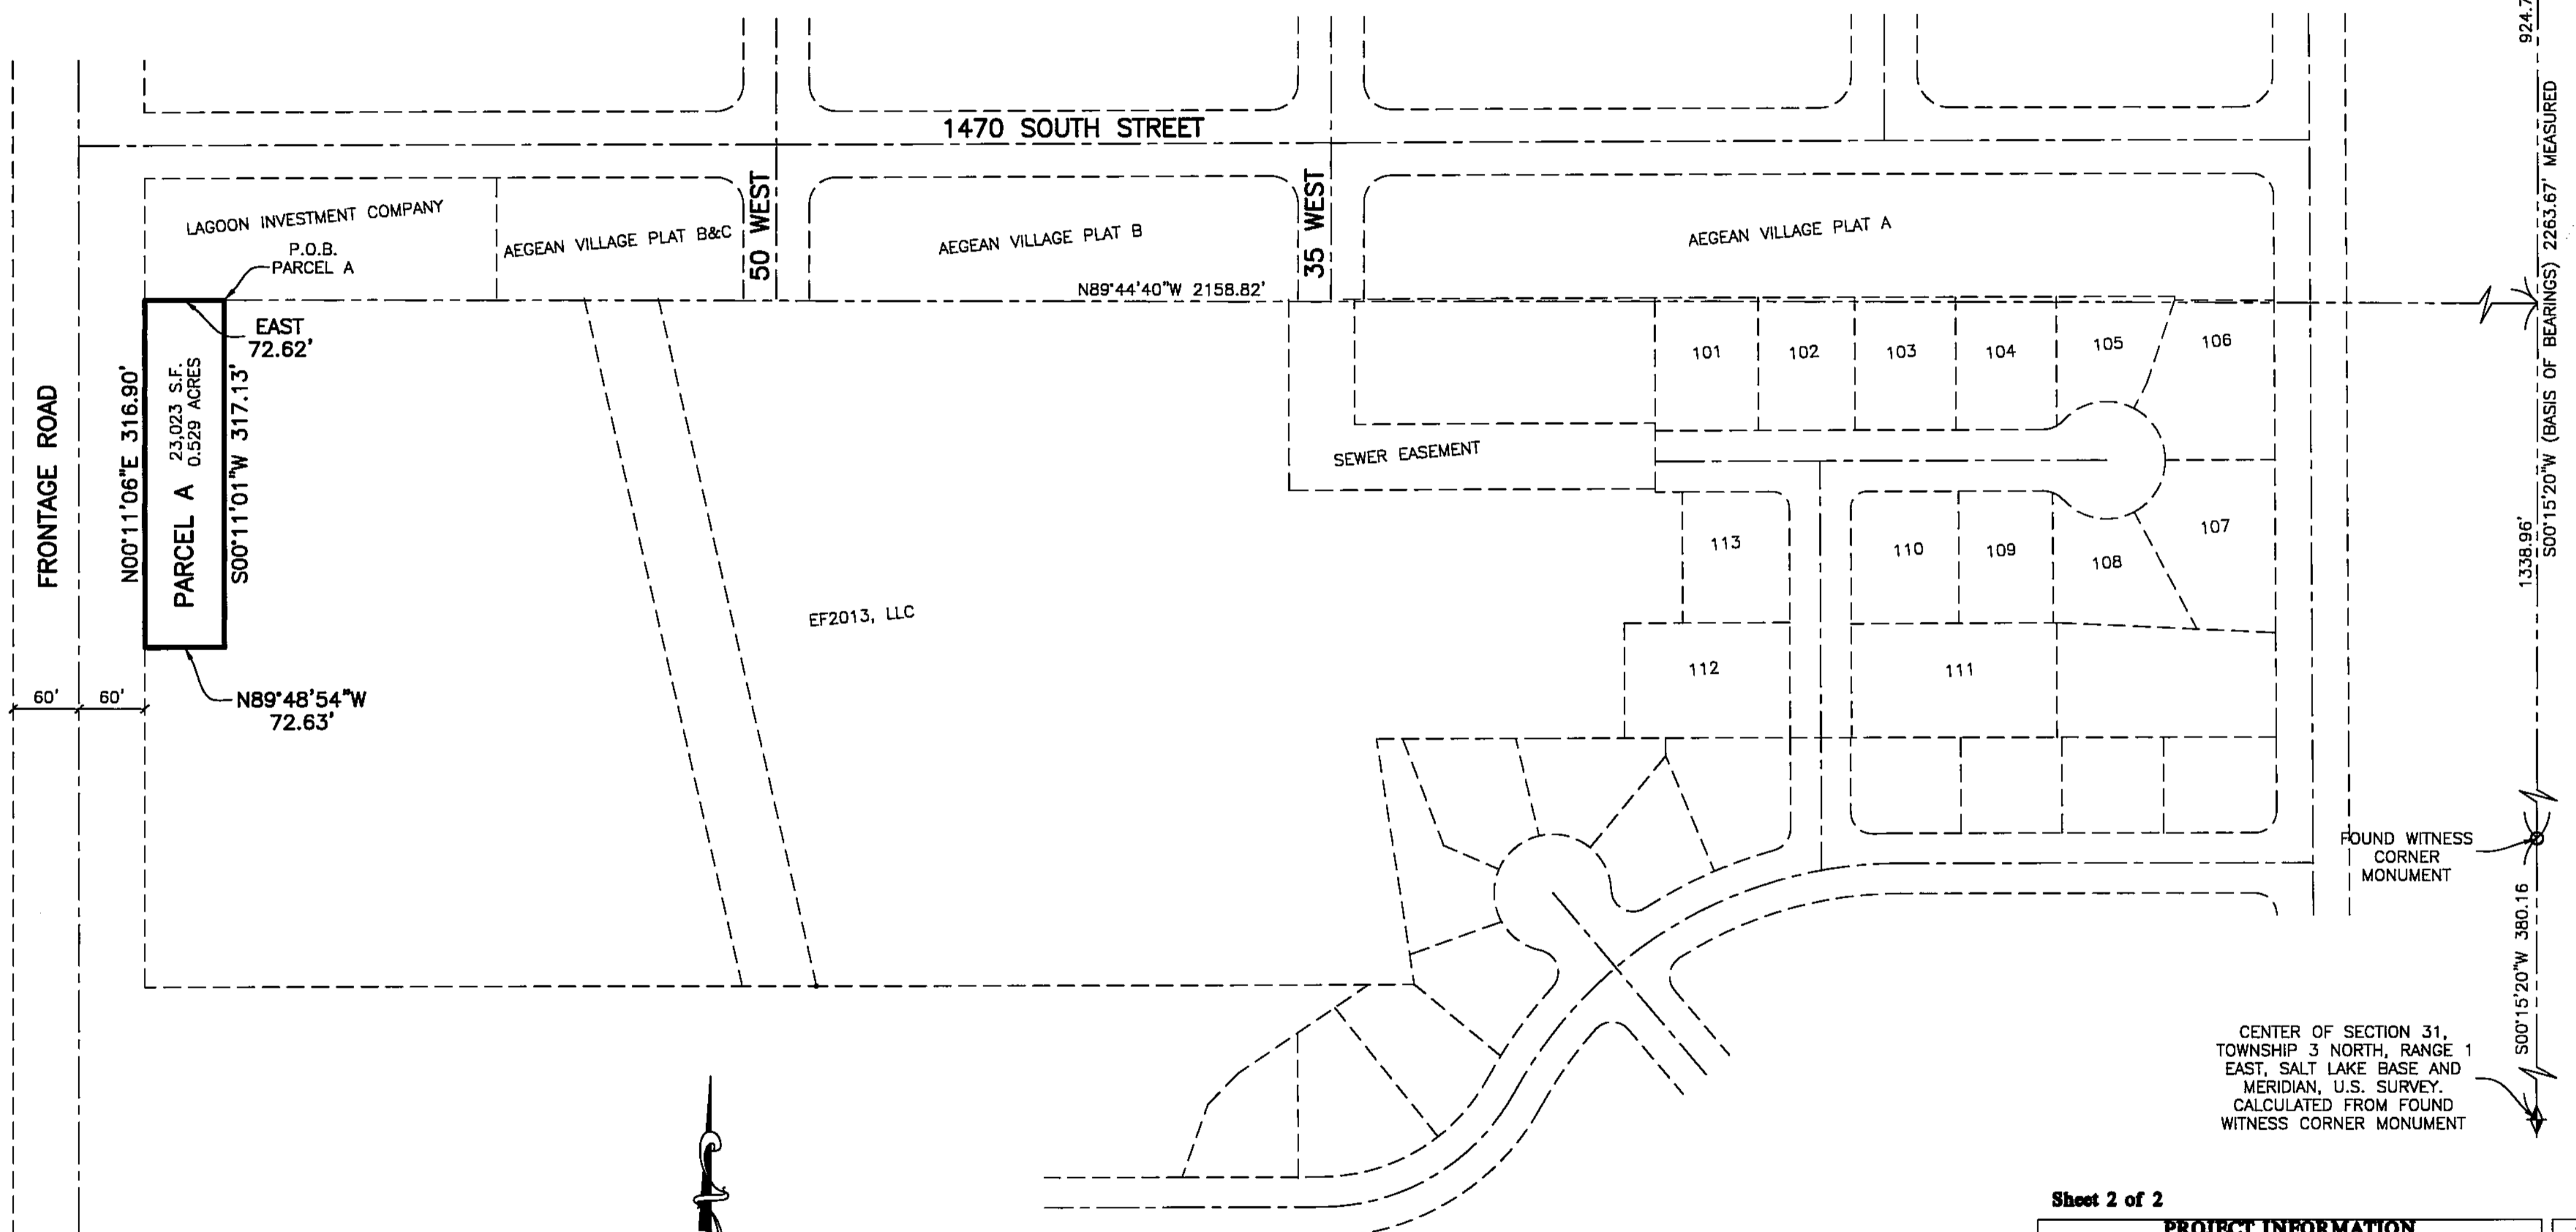 924.7
1470 SOUTH STREET
LAGOON INVESTMENT COMPANY
P.O.B.
PARCEL A
AEGEAN VILLAGE PLAT B&C
50 WEST
AEGEAN VILLAGE PLAT B
35 WEST
AEGEAN VILLAGE PLAT A
N89°44'40"W 2158.82'
S00°15'20"W (BASIS OF BEARINGS) 2263.67' MEASURED
1338.96'
EAST
72.62'
FRONTAGE ROAD
N00°11'06"E 316.90'
PARCEL A
23,023 S.F.
0.529 ACRES
S00°11'01"W 317.13'
101
102
103
104
105
106
SEWER EASEMENT
113
110
109
108
107
EF2013, LLC
112
111
60'
60'
N89°48'54"W
72.63'
FOUND WITNESS
CORNER
MONUMENT
S00°15'20"W 380.16
CENTER OF SECTION 31,
TOWNSHIP 3 NORTH, RANGE 1
EAST, SALT LAKE BASE AND
MERIDIAN, U.S. SURVEY.
CALCULATED FROM FOUND
WITNESS CORNER MONUMENT
Sheet 2 of 2
PROJECT INFORMATION